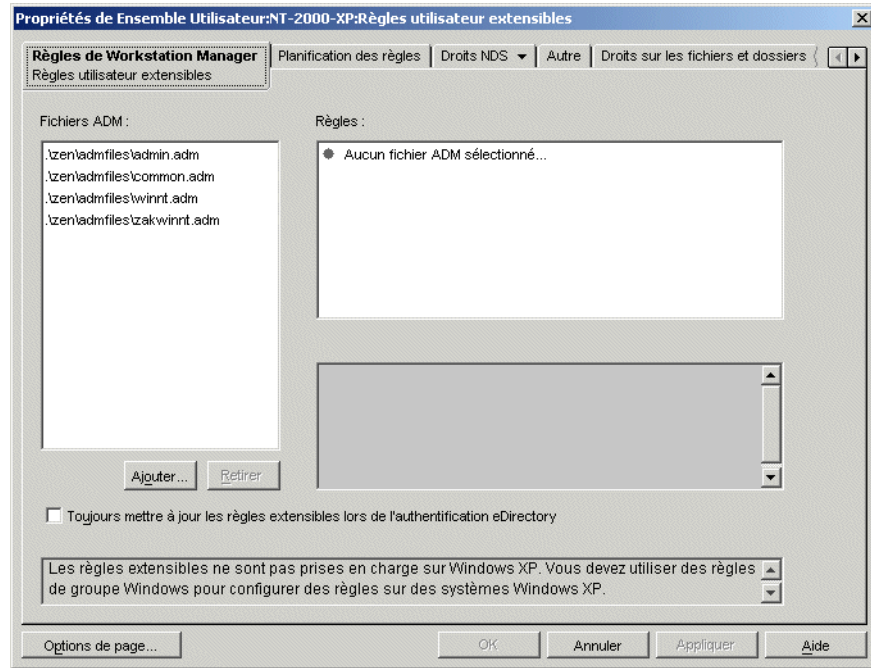 Propriétés de Ensemble Utilisateur:NT-2000-XP:Règles utilisateur extensibles
Règles de Workstation Manager
Règles utilisateur extensibles
Planification des règles
Droits NDS
Autre
Droits sur les fichiers et dossiers
Fichiers ADM :
.\zen\admfiles\admin.adm
.\zen\admfiles\common.adm
.\zen\admfiles\winnt.adm
.\zen\admfiles\zakwinnt.adm
Règles :
Aucun fichier ADM sélectionné...
Ajouter...
Retirer
Toujours mettre à jour les règles extensibles lors de l'authentification eDirectory
Les règles extensibles ne sont pas prises en charge sur Windows XP. Vous devez utiliser des règles
de groupe Windows pour configurer des règles sur des systèmes Windows XP.
Options de page...
OK
Annuler
Appliquer
Aide